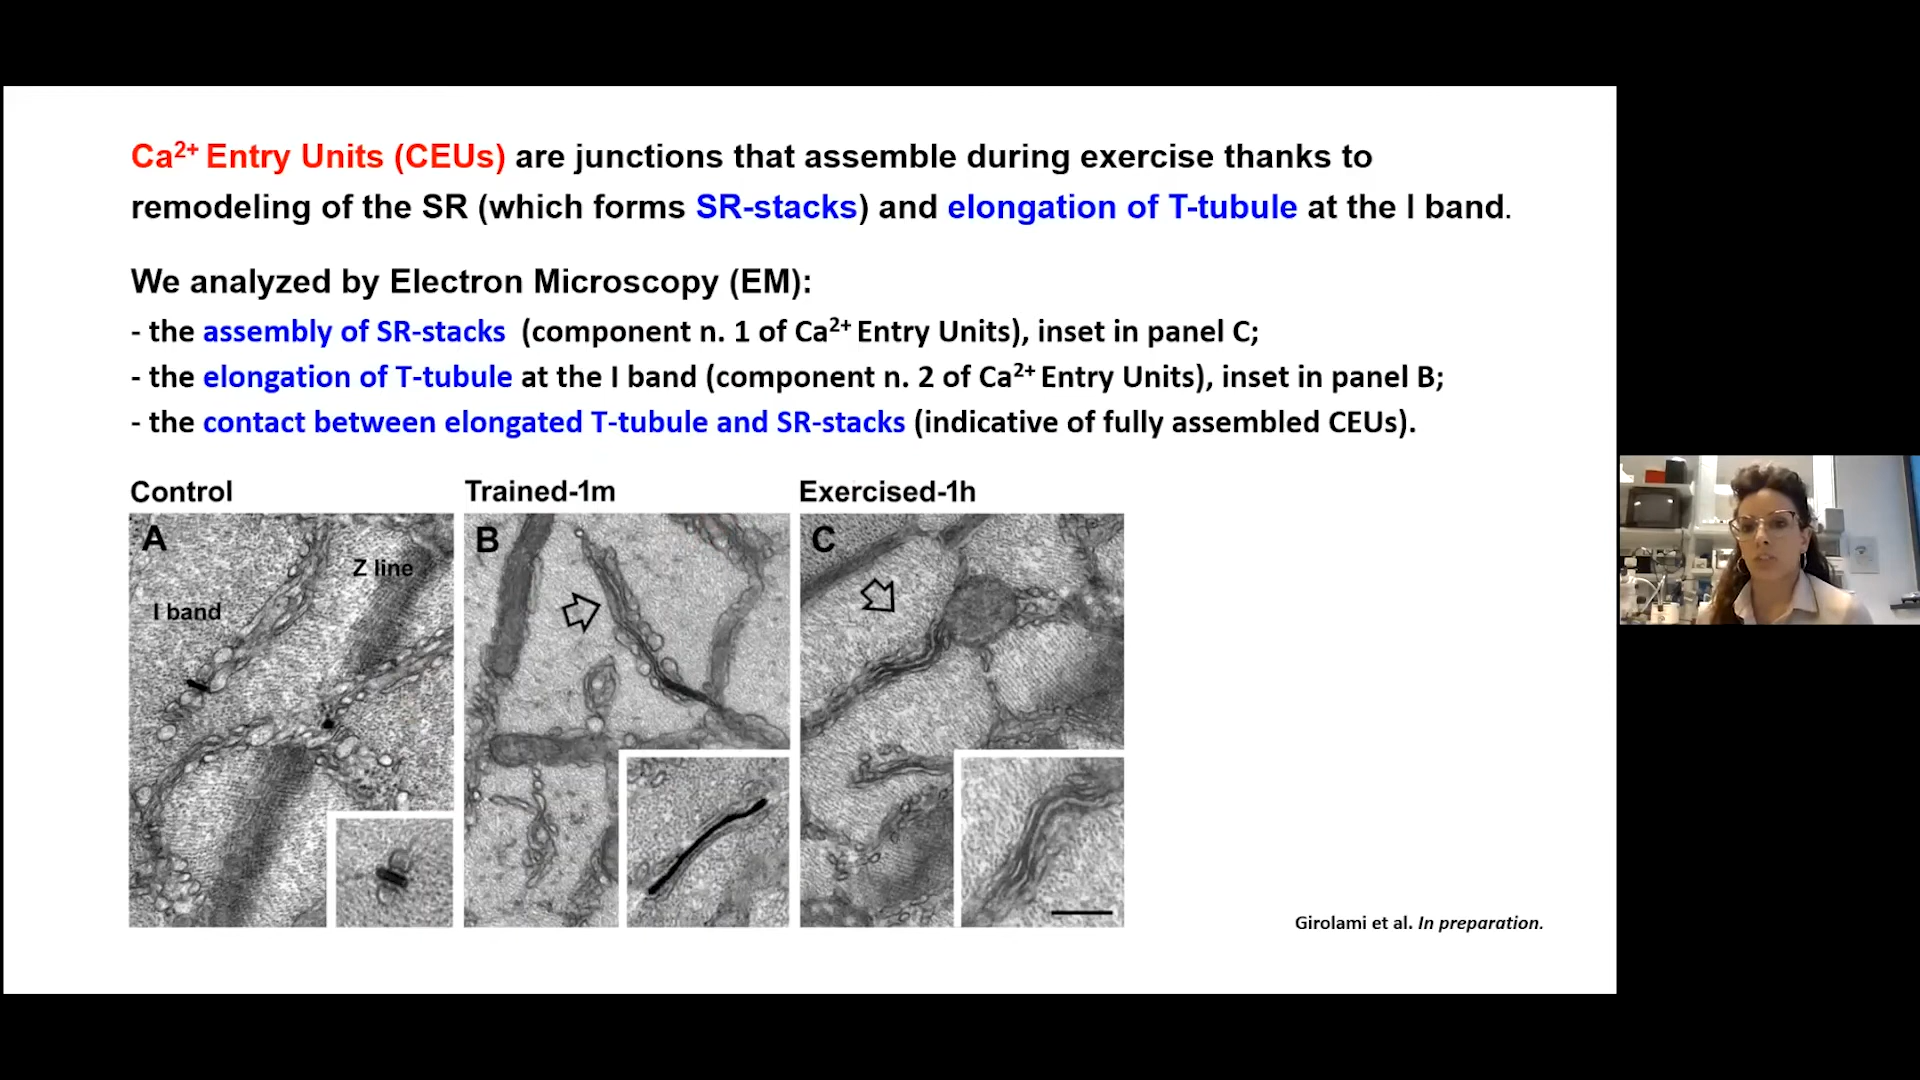 Ca2+ Entry Units (CEUs) are junctions that assemble during exercise thanks to
remodeling of the SR (which forms SR-stacks) and elongation of T-tubule at the I band.
We analyzed by Electron Microscopy (EM):
- the assembly of SR-stacks (component n. 1 of Ca2+ Entry Units), inset in panel C;
- the elongation of T-tubule at the I band (component n. 2 of Ca2+ Entry Units), inset in panel B;
- the contact between elongated T-tubule and SR-stacks (indicative of fully assembled CEUs).
Control
Trained-1m
Exercised-1h
A
B
C
Z line
I band
Girolami et al. In preparation.